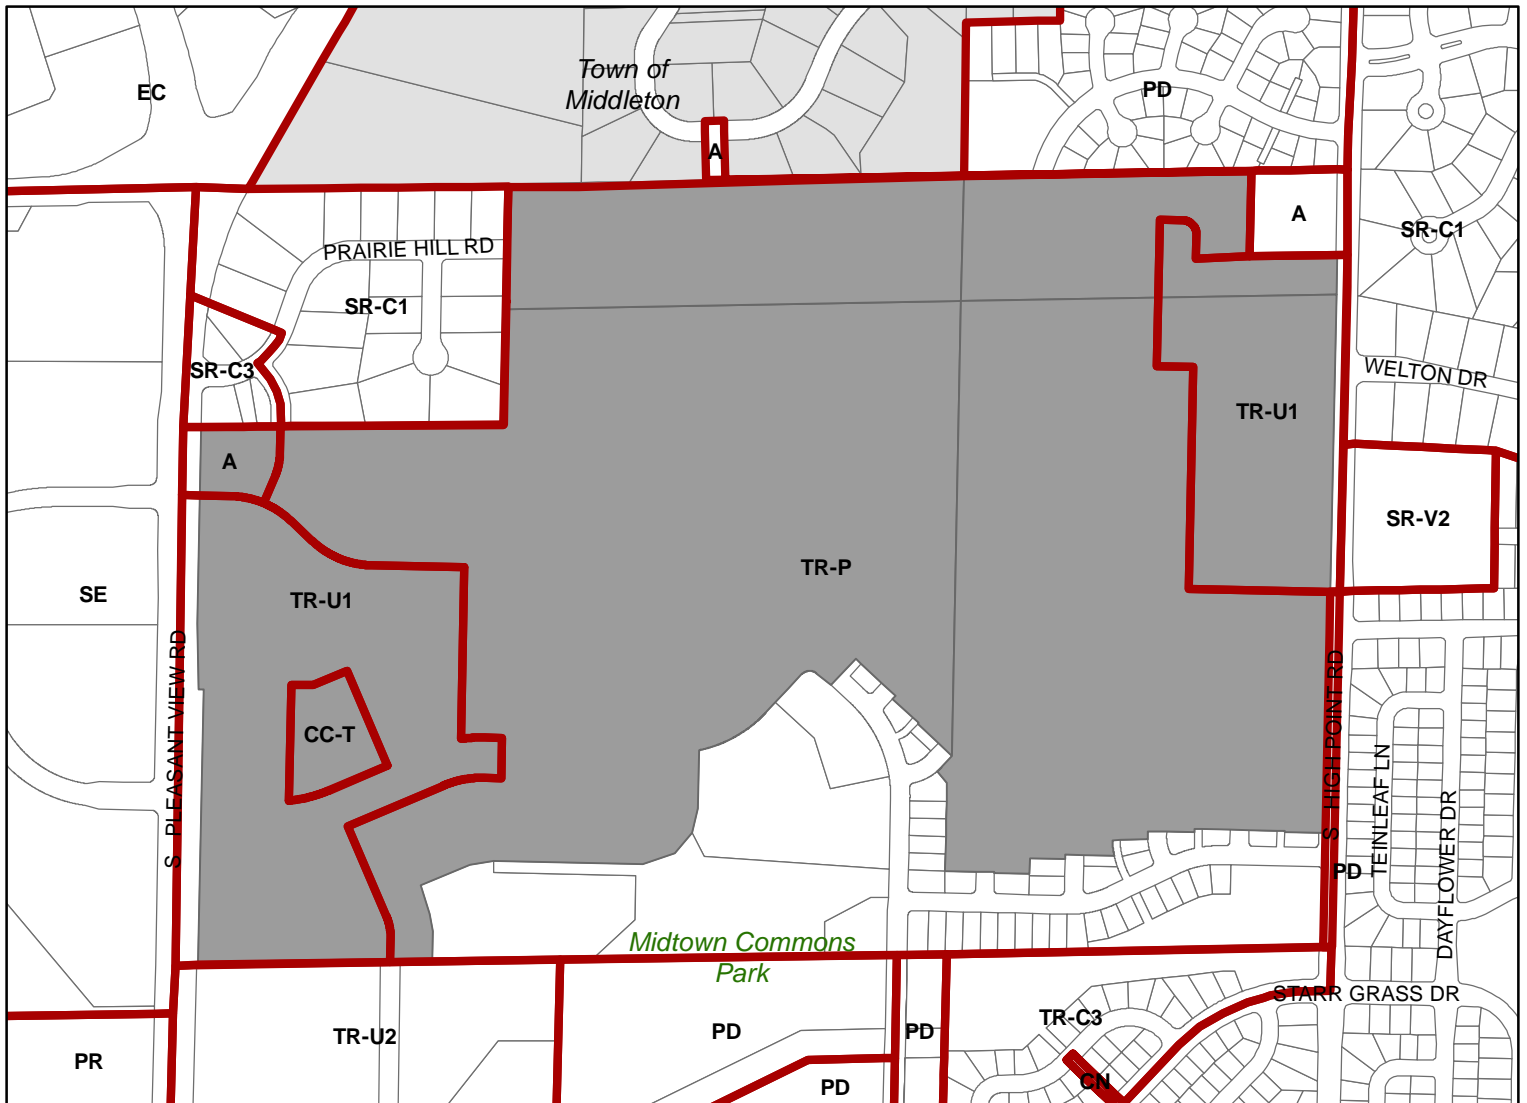 EC
Town of
Middleton
PD
A
A
SR-C1
PRAIRIE HILL RD
SR-C1
SR-C3
WELTON DR
TR-U1
A
SR-V2
TR-P
SE
TR-U1
S PLEASANT VIEW RD
CC-T
S HIGH POINT RD
TEINLEAF LN
DAYFLOWER DR
PD
Midtown Commons
Park
STARR GRASS DR
TR-C3
TR-U2
PD
PD
PR
PD
CN